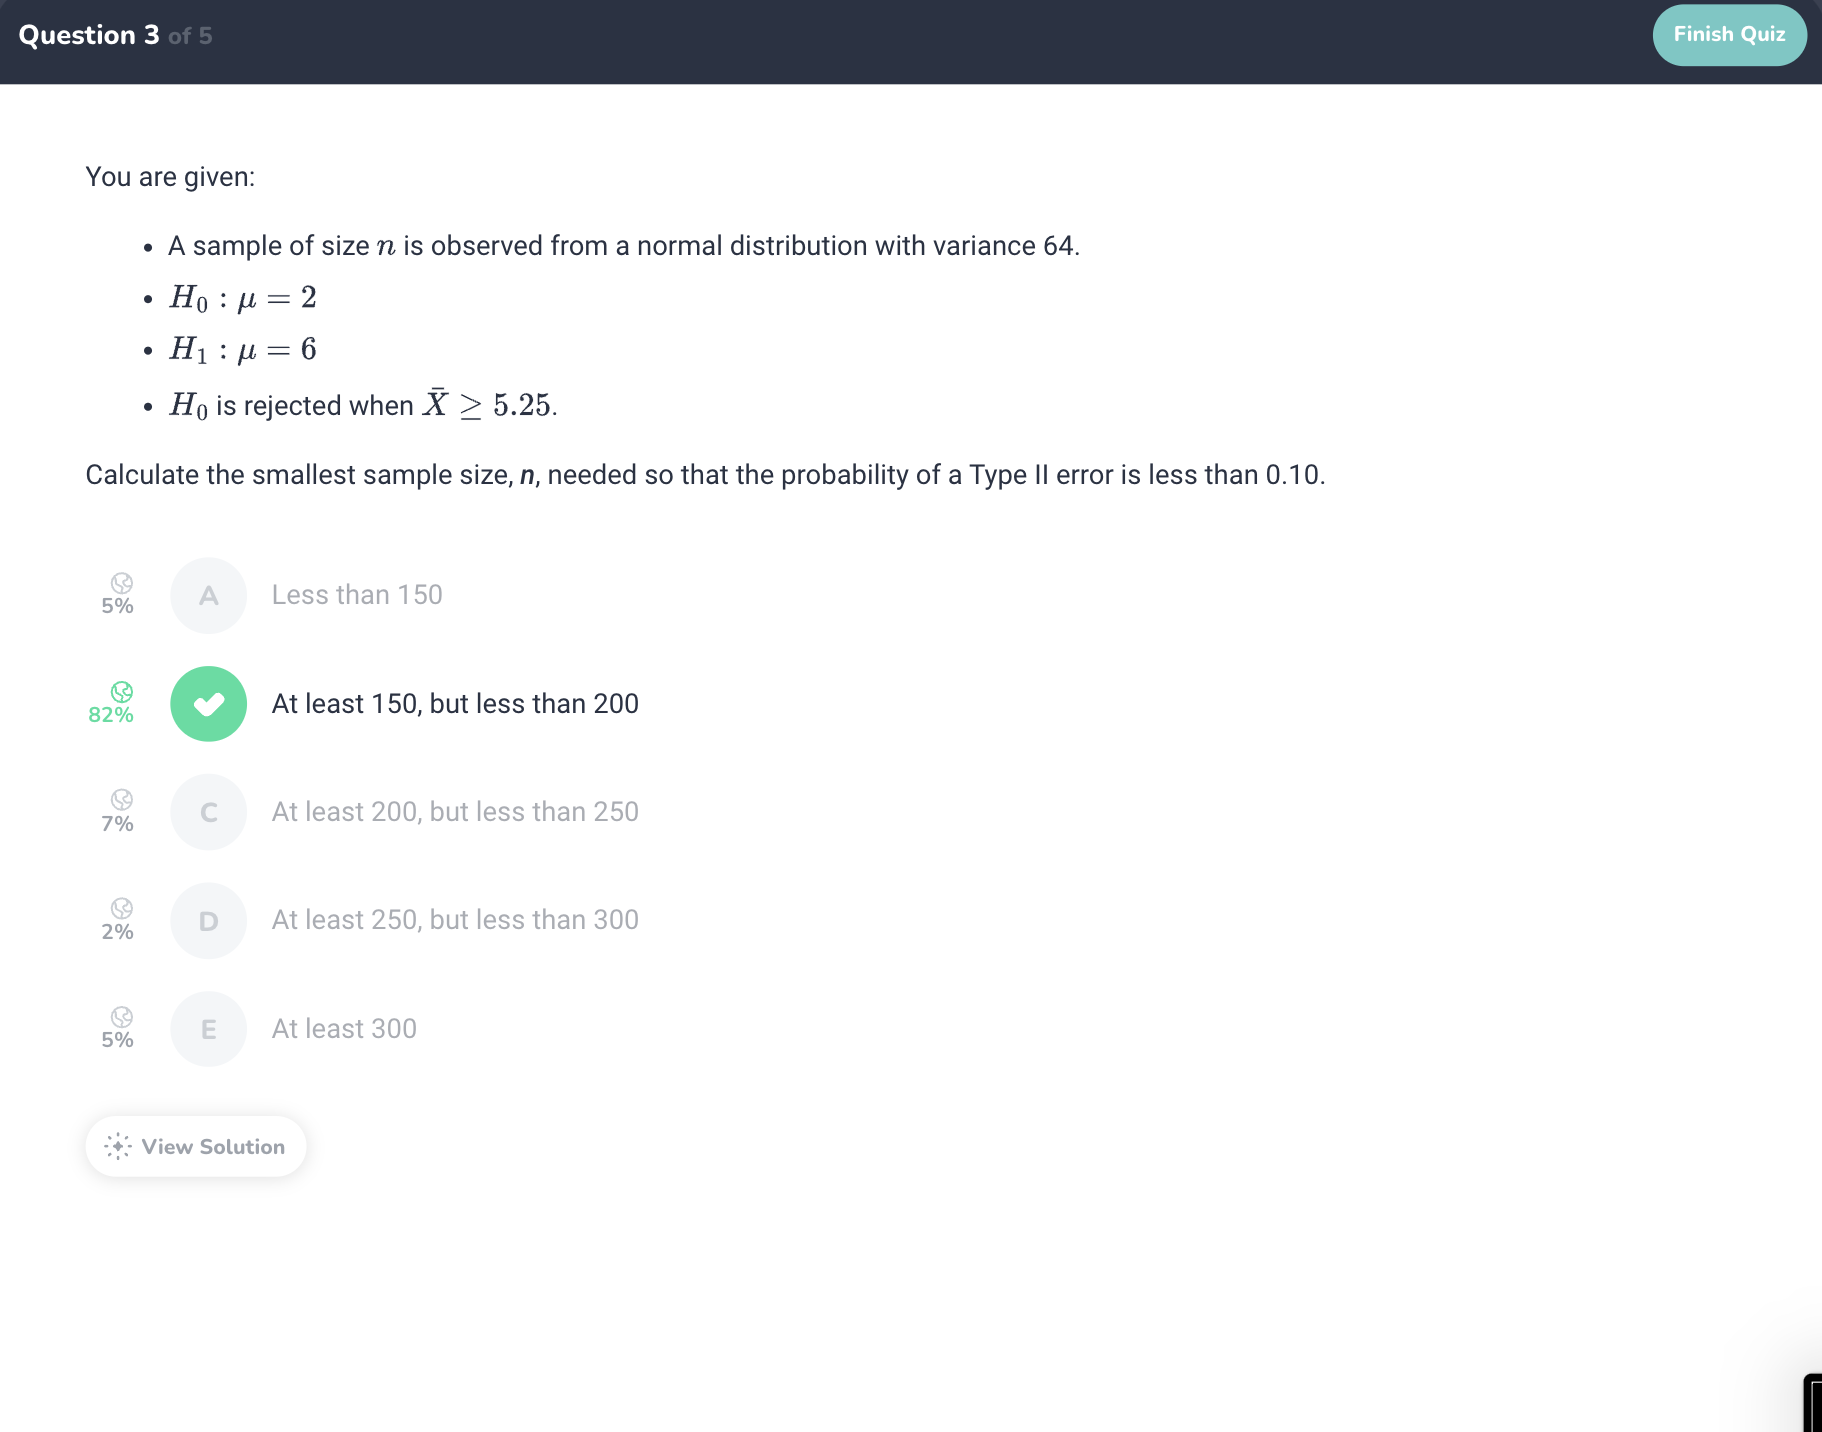 Question 3 of 5
Finish Quiz
You are given:
• A sample of size n is observed from a normal distribution with variance 64.
• H₀ : μ = 2
• H₁ : μ = 6
• H₀ is rejected when X̄ ≥ 5.25.
Calculate the smallest sample size, n, needed so that the probability of a Type II error is less than 0.10.
5% A Less than 150
82% At least 150, but less than 200
7% C At least 200, but less than 250
2% D At least 250, but less than 300
5% E At least 300
View Solution